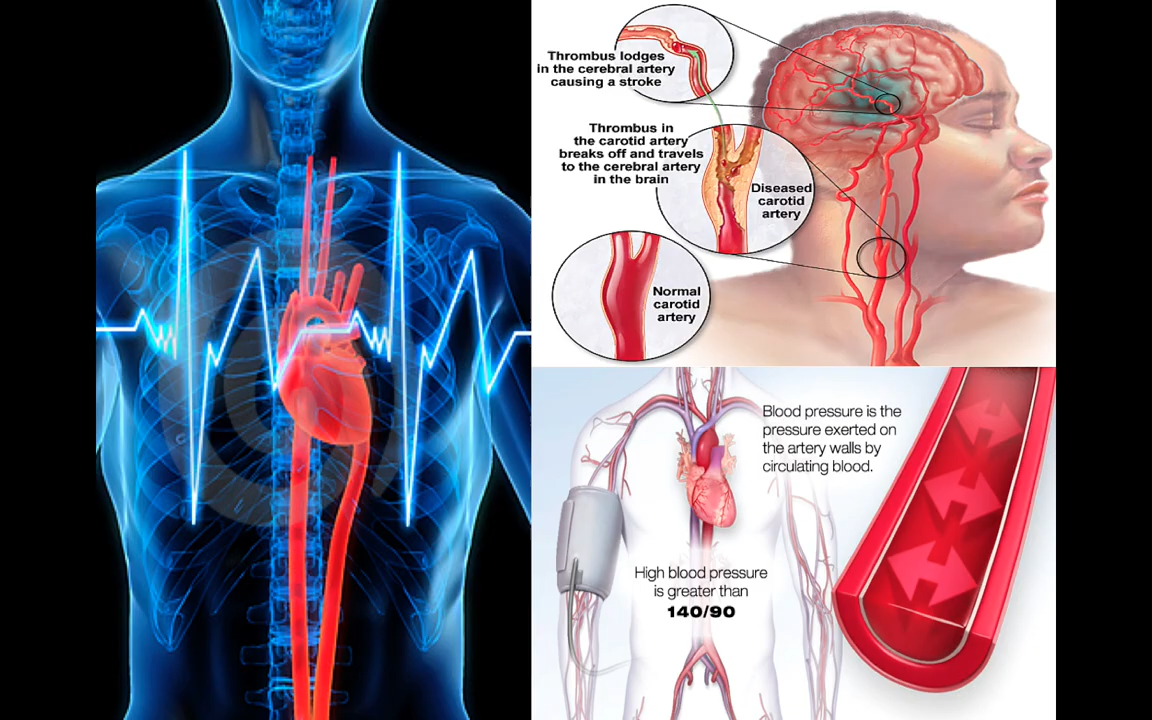 Thrombus lodges
in the cerebral artery
causing a stroke
Thrombus in
the carotid artery
breaks off and travels
to the cerebral artery
in the brain
Diseased
carotid
artery
Normal
carotid
artery
Blood pressure is the
pressure exerted on
the artery walls by
circulating blood.
High blood pressure
is greater than
140/90